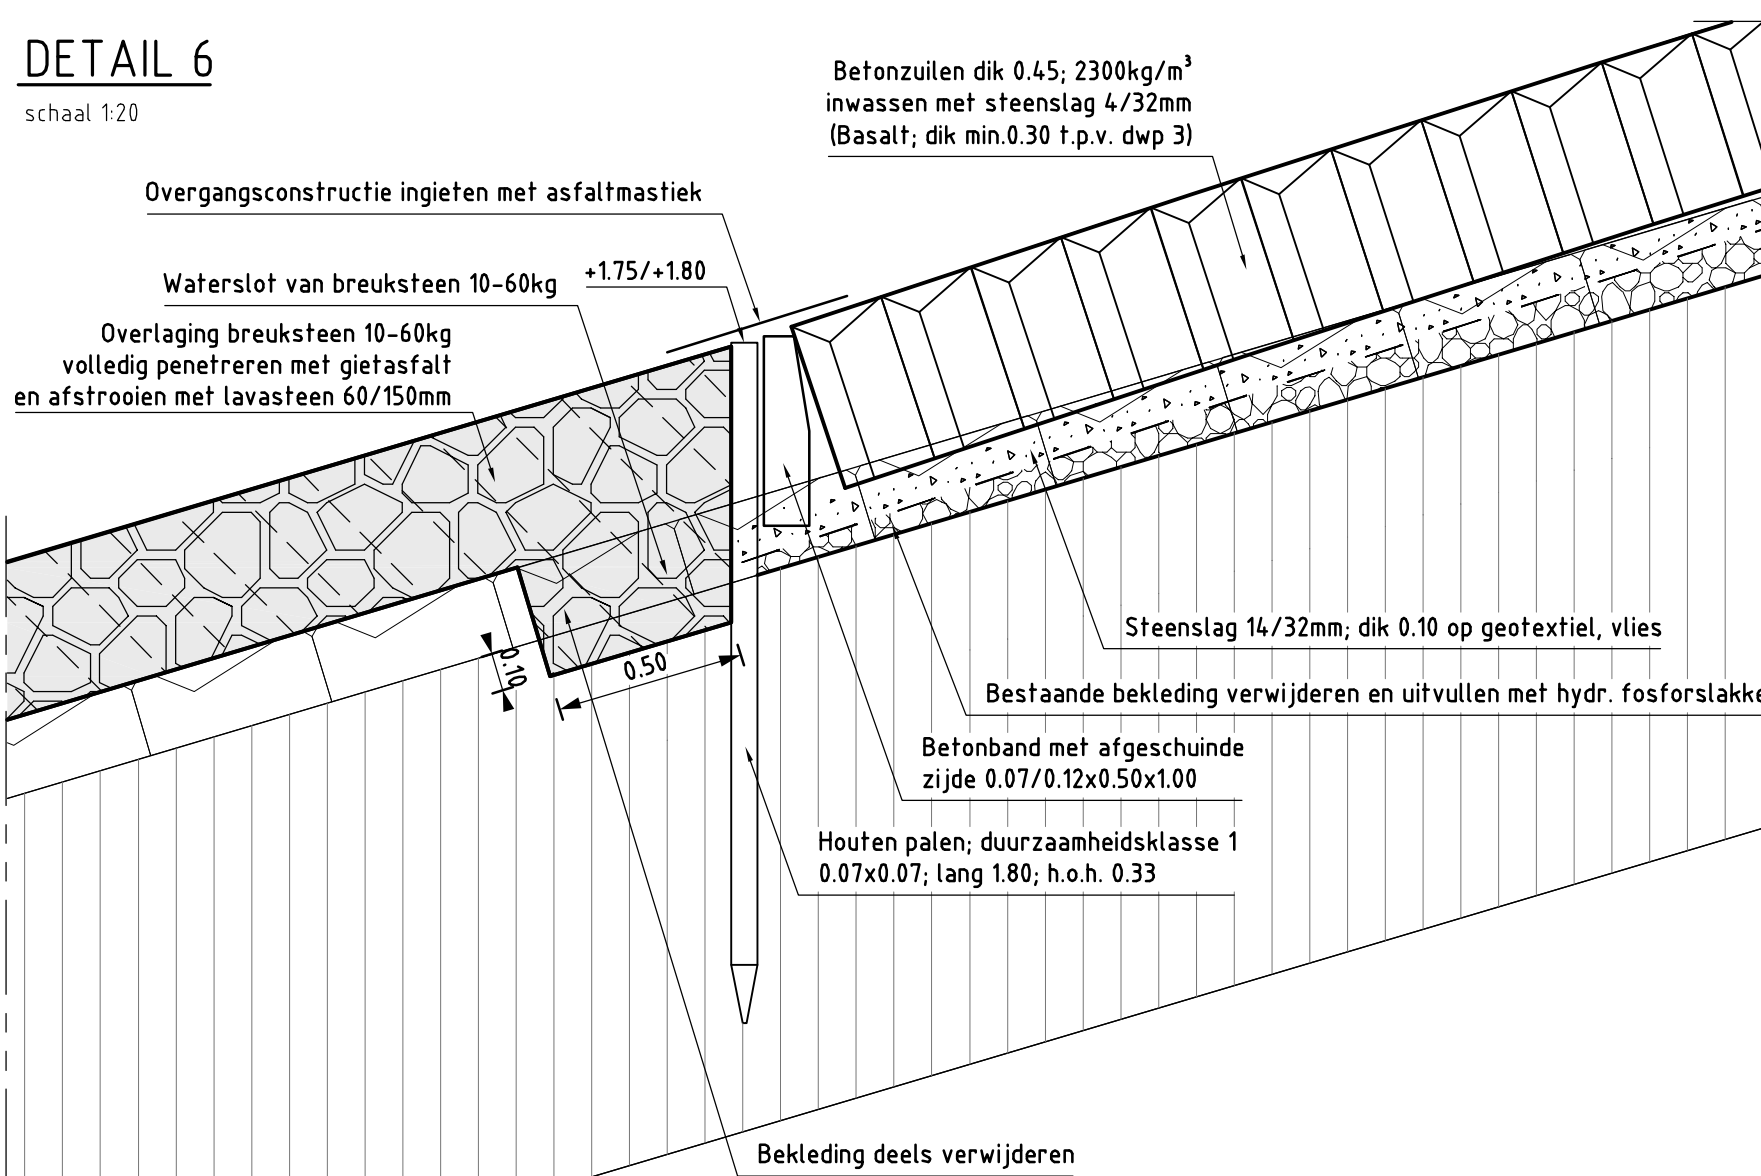 DETAIL 6
schaal 1:20
Betonzuilen dik 0.45; 2300kg/m³
inwassen met steenslag 4/32mm
(Basalt; dik min.0.30 t.p.v. dwp 3)
Overgangsconstructie ingieten met asfaltmastiek
+1.75/+1.80
Waterslot van breuksteen 10-60kg
Overlaging breuksteen 10-60kg
volledig penetreren met gietasfalt
en afstrooien met lavasteen 60/150mm
0.10
0.50
Steenslag 14/32mm; dik 0.10 op geotextiel, vlies
Bestaande bekleding verwijderen en uitvullen met hydr. fosforslakke
Betonband met afgeschuinde
zijde 0.07/0.12x0.50x1.00
Houten palen; duurzaamheidsklasse 1
0.07x0.07; lang 1.80; h.o.h. 0.33
Bekleding deels verwijderen